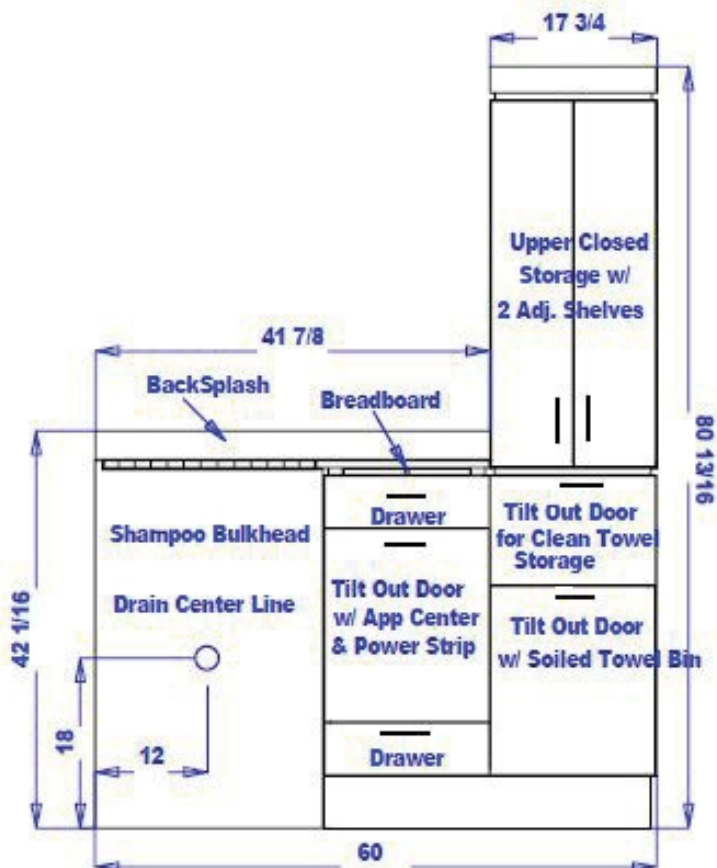 17 3/4
Upper Closed
Storage w/
2 Adj. Shelves
41 7/8
BackSplash
Breadboard
80 13/16
Drawer
Tilt Out Door
for Clean Towel
Storage
Shampoo Bulkhead
Drain Center Line
Tilt Out Door
w/ App Center
& Power Strip
Tilt Out Door
w/ Soiled Towel Bin
42 1/16
18
12
Drawer
60